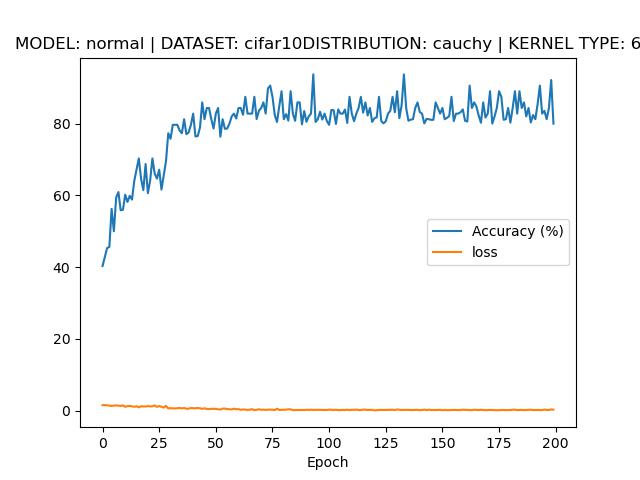 MODEL: normal | DATASET: cifar10DISTRIBUTION: cauchy | KERNEL TYPE: 6
80
60
40
20
0
Accuracy (%)
loss
0 25 50 75 100 125 150 175 200
Epoch